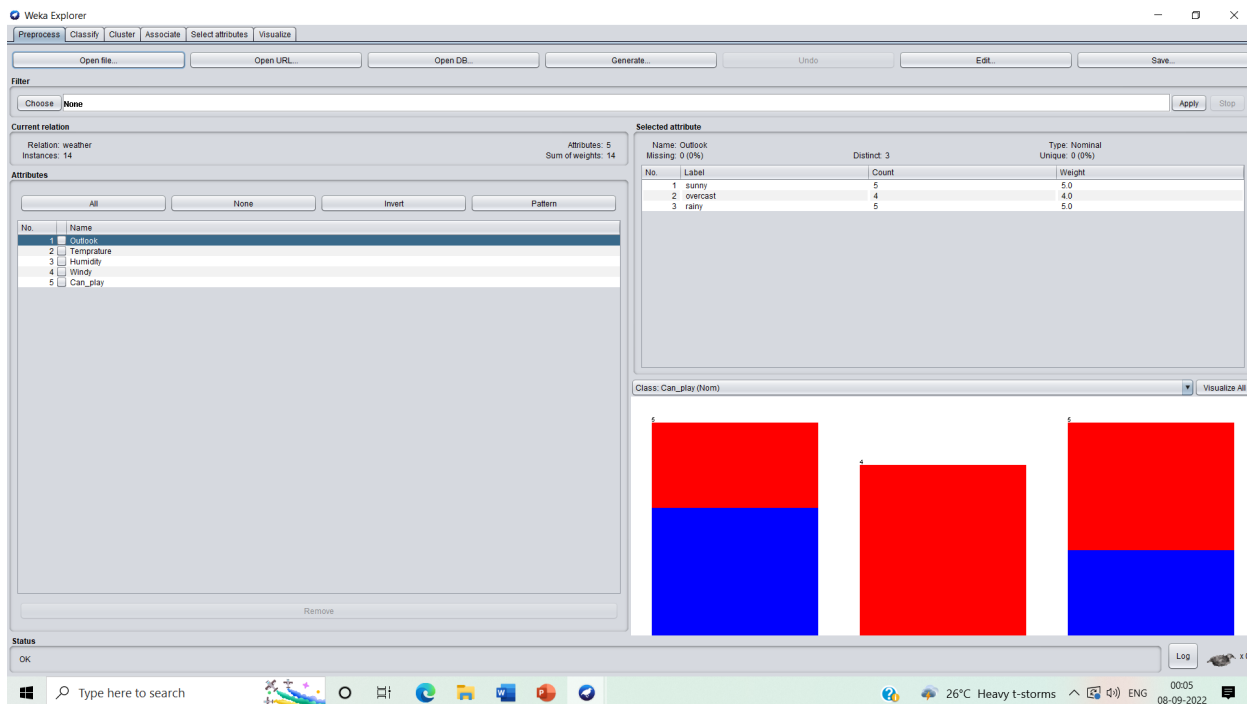 Weka Explorer
Preprocess Classify Cluster Associate Select attributes Visualize
Open file... Open URL... Open DB... Generate... Undo Edit... Save...
Filter
Choose None Apply Stop
Current relation
Relation: weather Attributes: 5
Instances: 14 Sum of weights: 14
Attributes
All None Invert Pattern
No. Name
1 Outlook
2 Temprature
3 Humidity
4 Windy
5 Can_play
Remove
Selected attribute
Name: Outlook Type: Nominal
Missing: 0 (0%) Distinct: 3 Unique: 0 (0%)
No. Label Count Weight
1 sunny 5 5.0
2 overcast 4 4.0
3 rainy 5 5.0
Class: Can_play (Nom) Visualize All
5 4 5
Status
OK Log x
Type here to search 26°C Heavy t-storms ENG 00:05
08-09-2022